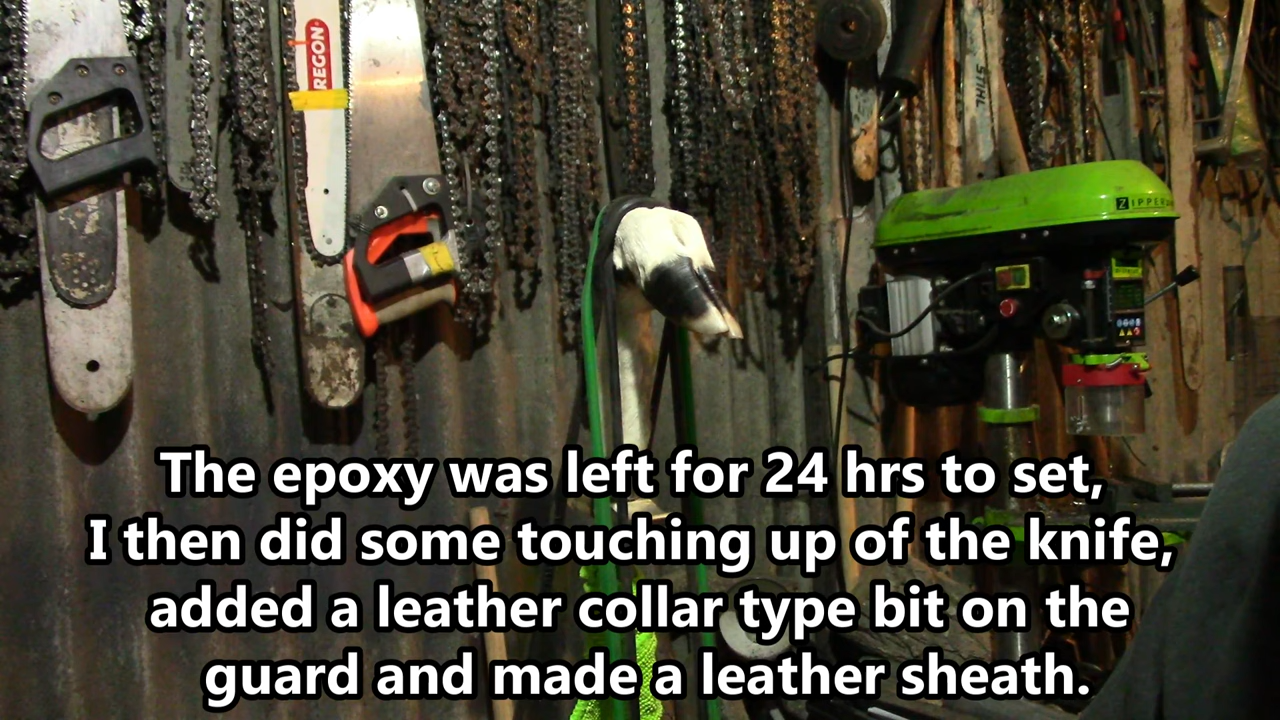 REGON
STIHL
ZIPPER
The epoxy was left for 24 hrs to set,
I then did some touching up of the knife,
added a leather collar type bit on the
guard and made a leather sheath.